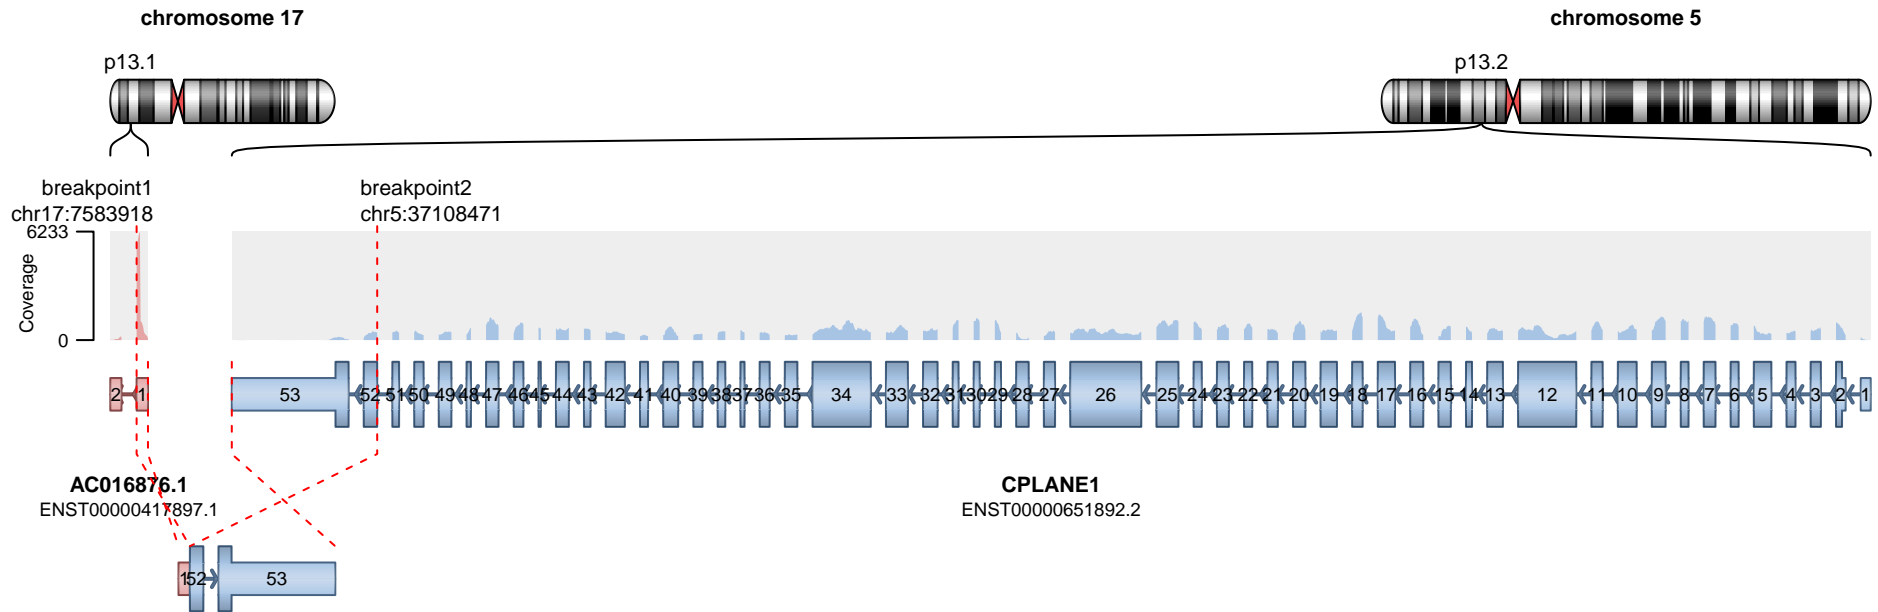 chromosome 17
chromosome 5
p13.1
p13.2
breakpoint1
chr17:7583918
breakpoint2
chr5:37108471
6233
Coverage
0
2 1
53 52 51 50 49 48 47 46 45 44 43 42 41 40 39 38 37 36 35 34 33 32 31 30 29 28 27 26 25 24 23 22 21 20 19 18 17 16 15 14 13 12 11 10 9 8 7 6 5 4 3 2 1
AC016876.1
ENST00000417897.1
CPLANE1
ENST00000651892.2
1 52 53